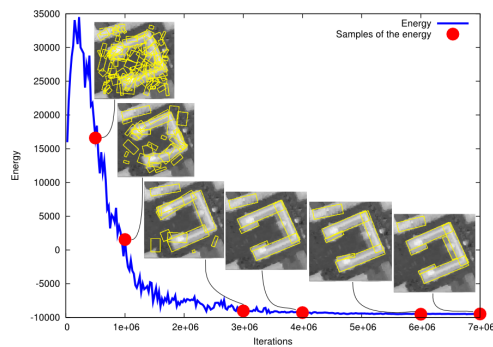 35000
Energy
30000
Samples of the energy
25000
20000
15000
10000
5000
0
-5000
-10000
Energy
0
1e+06
2e+06
3e+06
4e+06
5e+06
6e+06
7e+06
Iterations